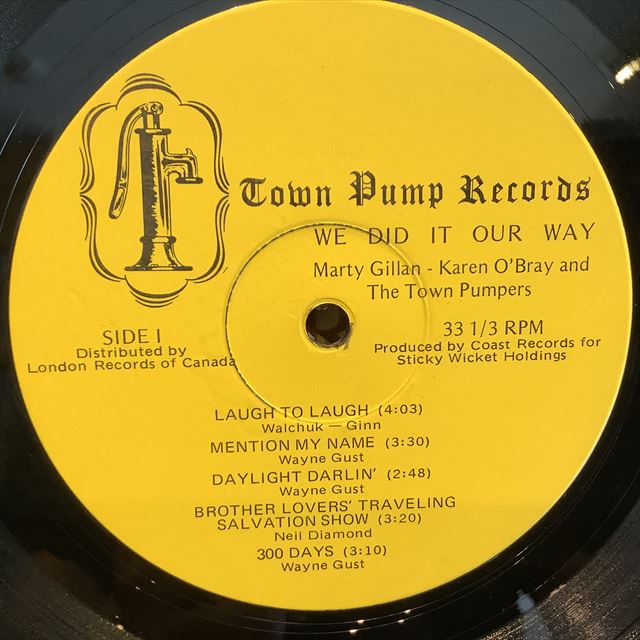 Town Pump Records
WE DID IT OUR WAY
Marty Gillan - Karen O'Bray and
The Town Pumpers
SIDE I
Distributed by
London Records of Canada
33 1/3 RPM
Produced by Coast Records for
Sticky Wicket Holdings
LAUGH TO LAUGH (4:03)
Walchuk — Ginn
MENTION MY NAME (3:30)
Wayne Gust
DAYLIGHT DARLIN' (2:48)
Wayne Gust
BROTHER LOVERS' TRAVELING
SALVATION SHOW (3:20)
Neil Diamond
300 DAYS (3:10)
Wayne Gust